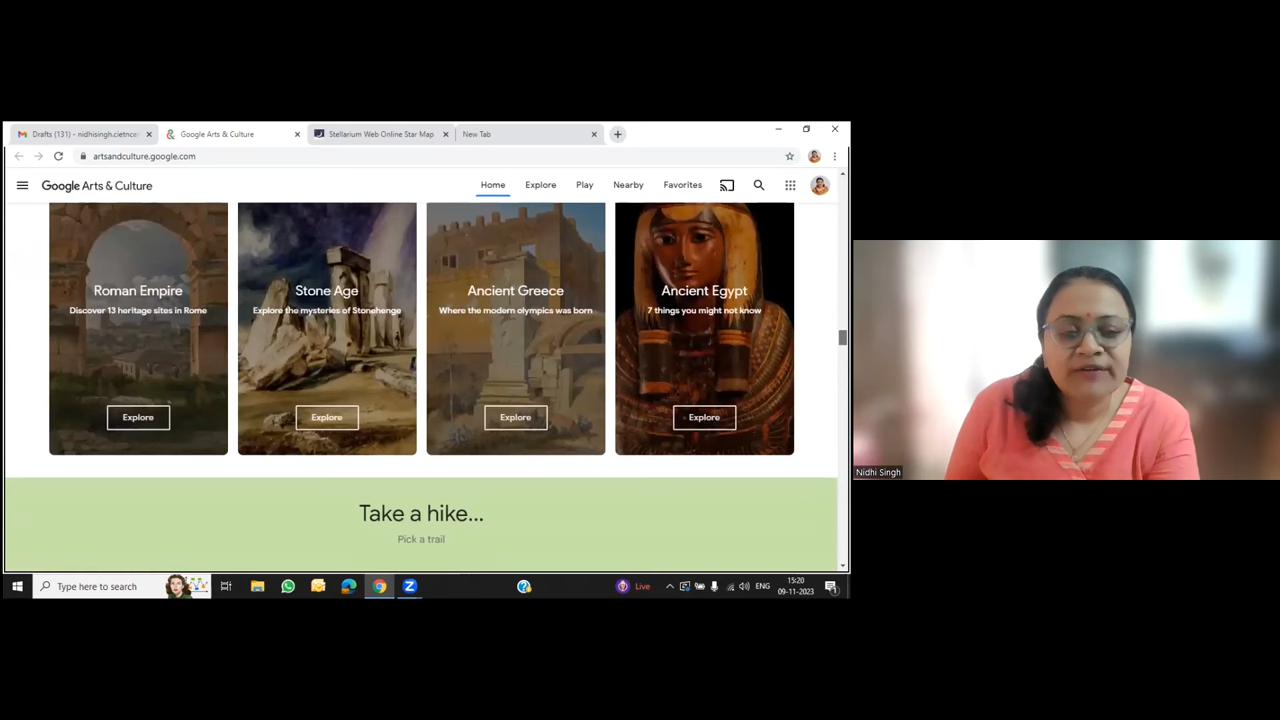 Drafts (131) - nidhisingh.cietnce
Google Arts & Culture
Stellarium Web Online Star Map
New Tab
artsandculture.google.com
Google Arts & Culture
Home
Explore
Play
Nearby
Favorites
Roman Empire
Discover 13 heritage sites in Rome
Explore
Stone Age
Explore the mysteries of Stonehenge
Explore
Ancient Greece
Where the modern olympics was born
Explore
Ancient Egypt
7 things you might not know
Explore
Take a hike...
Pick a trail
Nidhi Singh
Type here to search
Live
ENG
15:20
09-11-2023